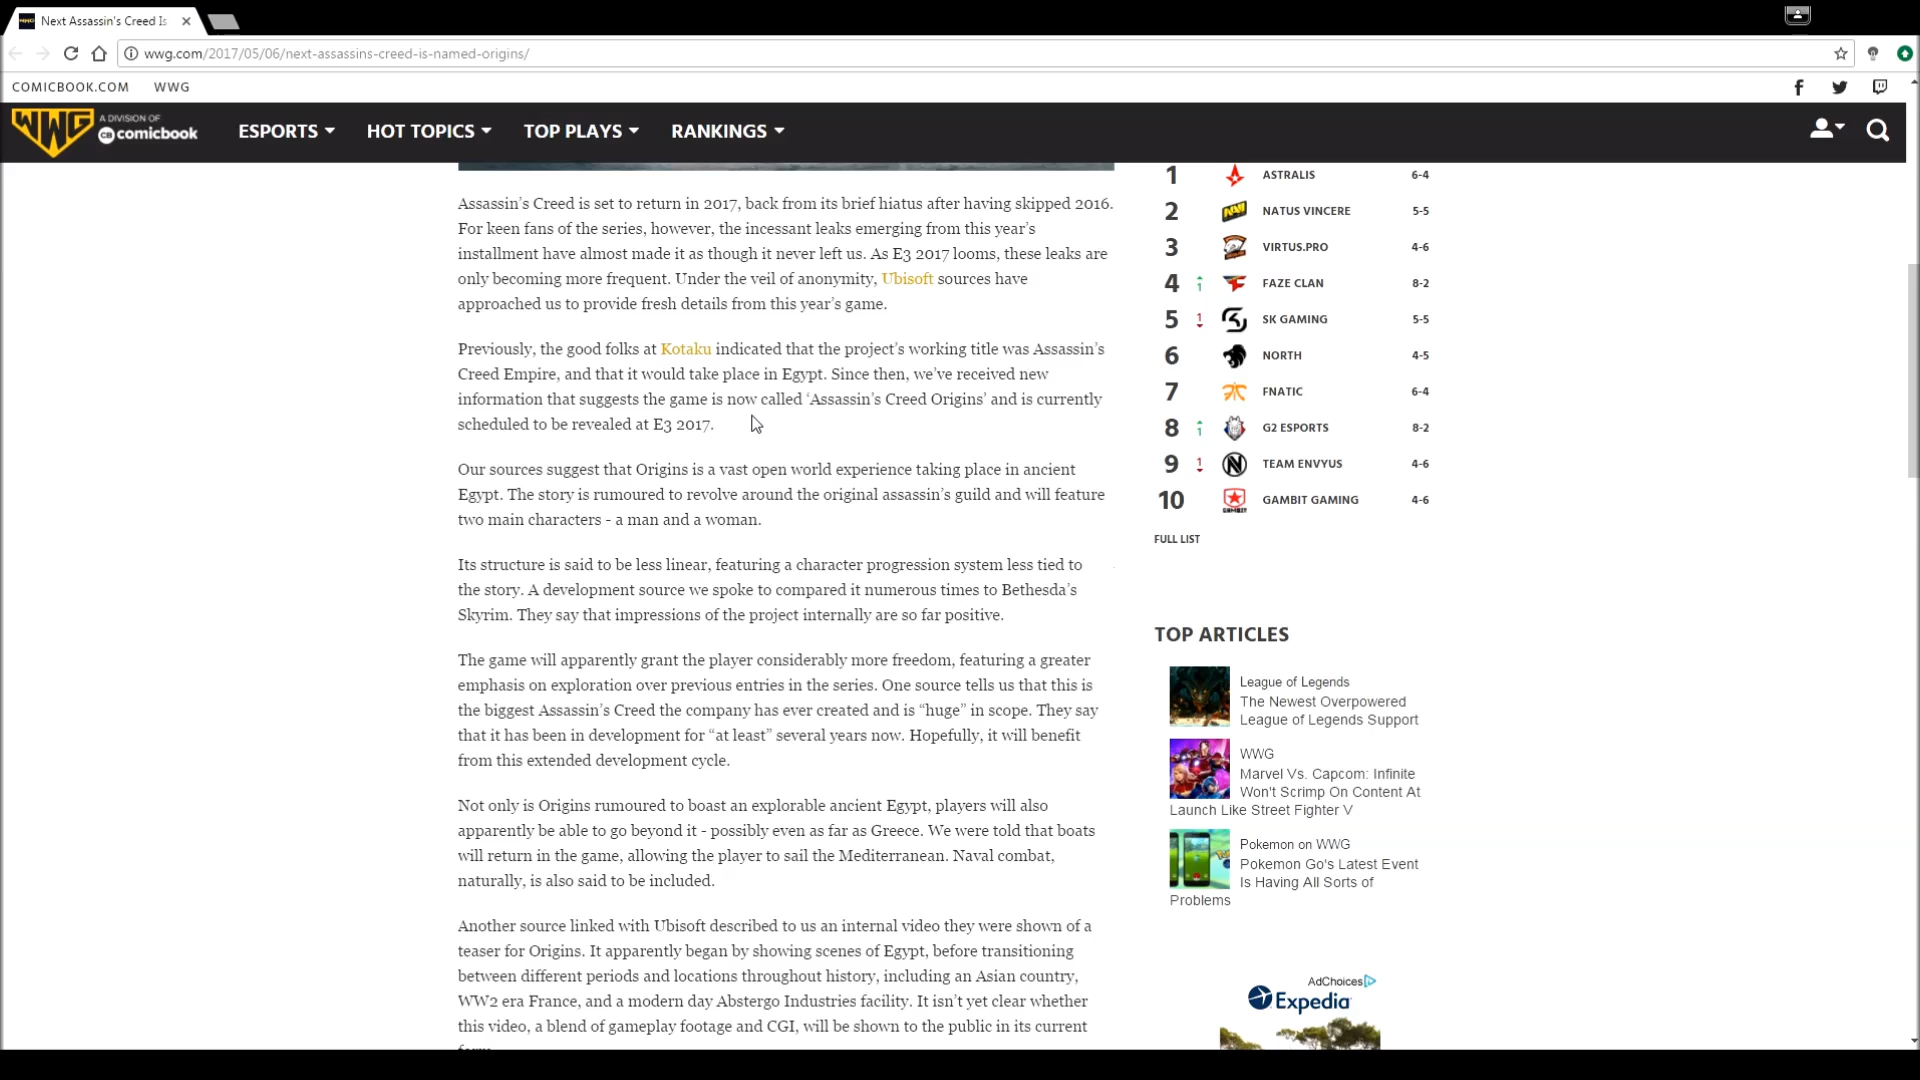 Next Assassin's Creed Is
wwg.com/2017/05/06/next-assassins-creed-is-named-origins/
COMICBOOK.COM WWG
WWG A DIVISION OF CB comicbook ESPORTS HOT TOPICS TOP PLAYS RANKINGS
Assassin's Creed is set to return in 2017, back from its brief hiatus after having skipped 2016.
For keen fans of the series, however, the incessant leaks emerging from this year's
installment have almost made it as though it never left us. As E3 2017 looms, these leaks are
only becoming more frequent. Under the veil of anonymity, Ubisoft sources have
approached us to provide fresh details from this year's game.
Previously, the good folks at Kotaku indicated that the project's working title was Assassin's
Creed Empire, and that it would take place in Egypt. Since then, we've received new
information that suggests the game is now called ‘Assassin's Creed Origins’ and is currently
scheduled to be revealed at E3 2017.
Our sources suggest that Origins is a vast open world experience taking place in ancient
Egypt. The story is rumoured to revolve around the original assassin's guild and will feature
two main characters - a man and a woman.
Its structure is said to be less linear, featuring a character progression system less tied to
the story. A development source we spoke to compared it numerous times to Bethesda's
Skyrim. They say that impressions of the project internally are so far positive.
The game will apparently grant the player considerably more freedom, featuring a greater
emphasis on exploration over previous entries in the series. One source tells us that this is
the biggest Assassin's Creed the company has ever created and is “huge” in scope. They say
that it has been in development for “at least” several years now. Hopefully, it will benefit
from this extended development cycle.
Not only is Origins rumoured to boast an explorable ancient Egypt, players will also
apparently be able to go beyond it - possibly even as far as Greece. We were told that boats
will return in the game, allowing the player to sail the Mediterranean. Naval combat,
naturally, is also said to be included.
Another source linked with Ubisoft described to us an internal video they were shown of a
teaser for Origins. It apparently began by showing scenes of Egypt, before transitioning
between different periods and locations throughout history, including an Asian country,
WW2 era France, and a modern day Abstergo Industries facility. It isn't yet clear whether
this video, a blend of gameplay footage and CGI, will be shown to the public in its current
1 ASTRALIS 6-4
2 NATUS VINCERE 5-5
3 VIRTUS.PRO 4-6
4 1 FAZE CLAN 8-2
5 1 SK GAMING 5-5
6 NORTH 4-5
7 FNATIC 6-4
8 1 G2 ESPORTS 8-2
9 1 TEAM ENVYUS 4-6
10 GAMBIT GAMING 4-6
FULL LIST
TOP ARTICLES
League of Legends
The Newest Overpowered
League of Legends Support
WWG
Marvel Vs. Capcom: Infinite
Won't Scrimp On Content At
Launch Like Street Fighter V
Pokemon on WWG
Pokemon Go's Latest Event
Is Having All Sorts of
Problems
AdChoices
Expedia